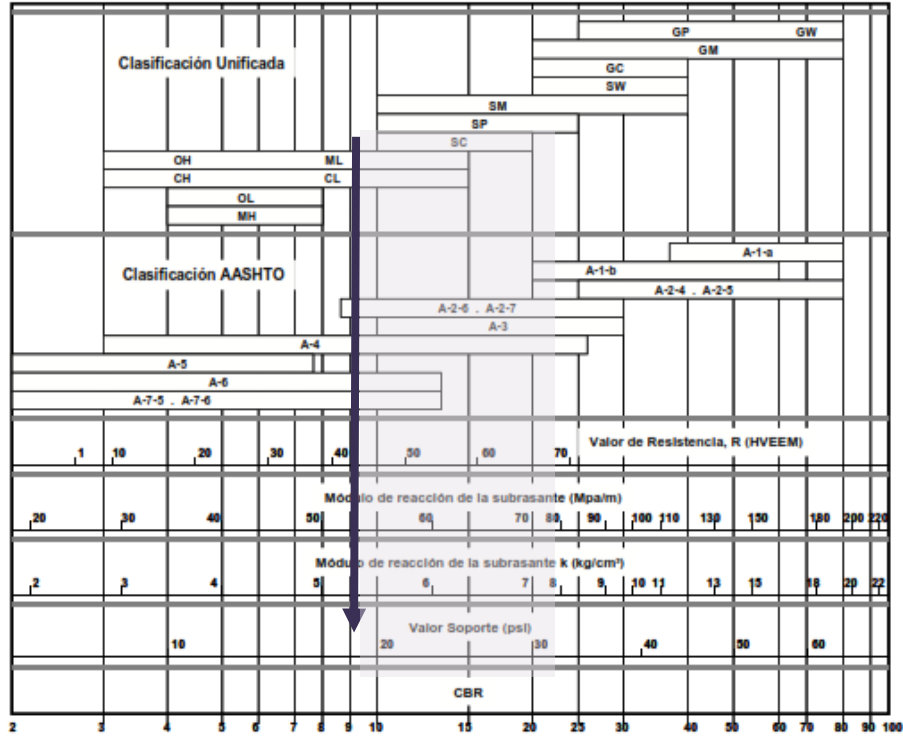 GP GW
GM
Clasificación Unificada
GC
SW
SM
SP
SC
OH ML
CH CL
OL
MH
A-1-a
Clasificación AASHTO
A-1-b
A-2-4 . A-2-5
A-2-6 . A-2-7
A-3
A-4
A-5
A-6
A-7-5 . A-7-6
Valor de Resistencia, R (HVEEM)
1 10 20 30 40 50 60 70
Módulo de reacción de la subrasante (Mpa/m)
20 30 40 50 60 70 80 90 100 110 130 150 180 200 220
Módulo de reacción de la subrasante k (kg/cm³)
2 3 4 5 6 7 8 9 10 11 13 15 18 20 22
Valor Soporte (psi)
10 20 30 40 50 60
CBR
2 3 4 5 6 7 8 9 10 15 20 25 30 40 50 60 70 80 90 100